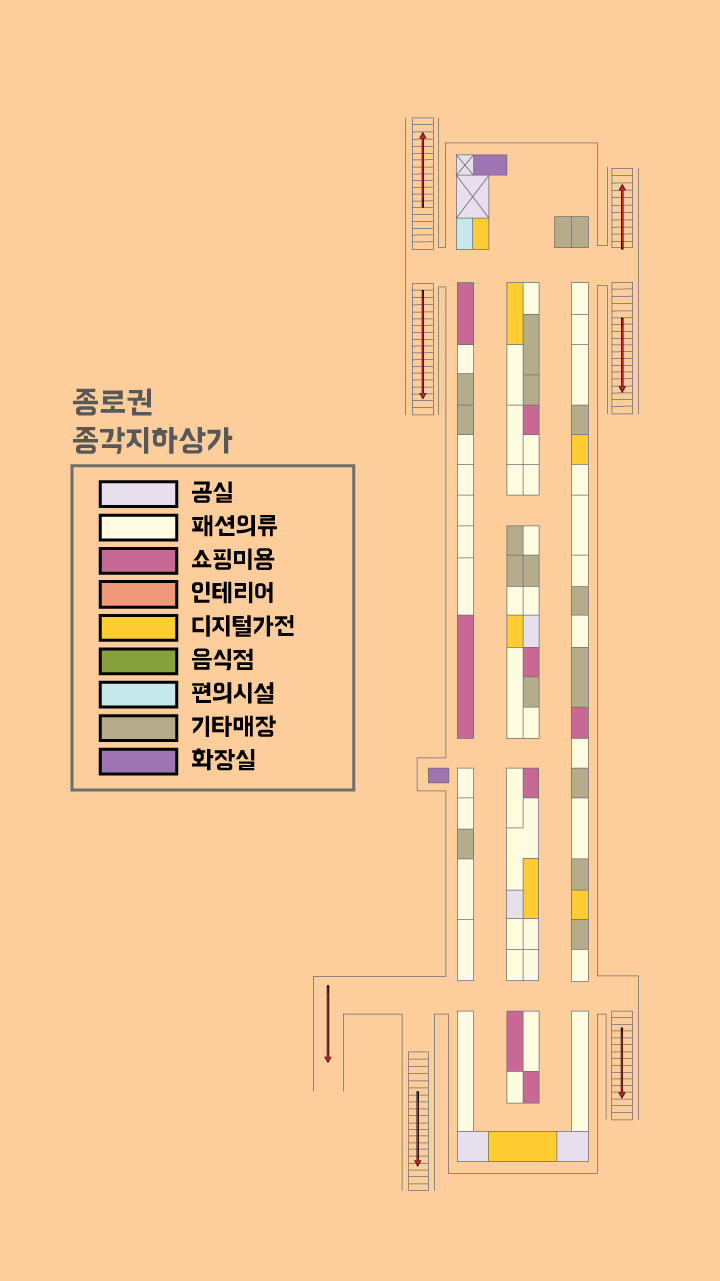 종로권
종각지하상가
공실
패션의류
쇼핑미용
인테리어
디지털가전
음식점
편의시설
기타매장
화장실